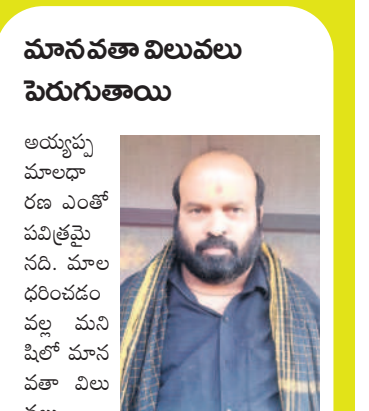 మానవతా విలువలు
పెరుగుతాయి
అయ్యప్ప
మాలధా
రణ ఎంతో
పవిత్రమై
నది. మాల
ధరించడం
వల్ల మని
షిలో మాన
వతా విలు